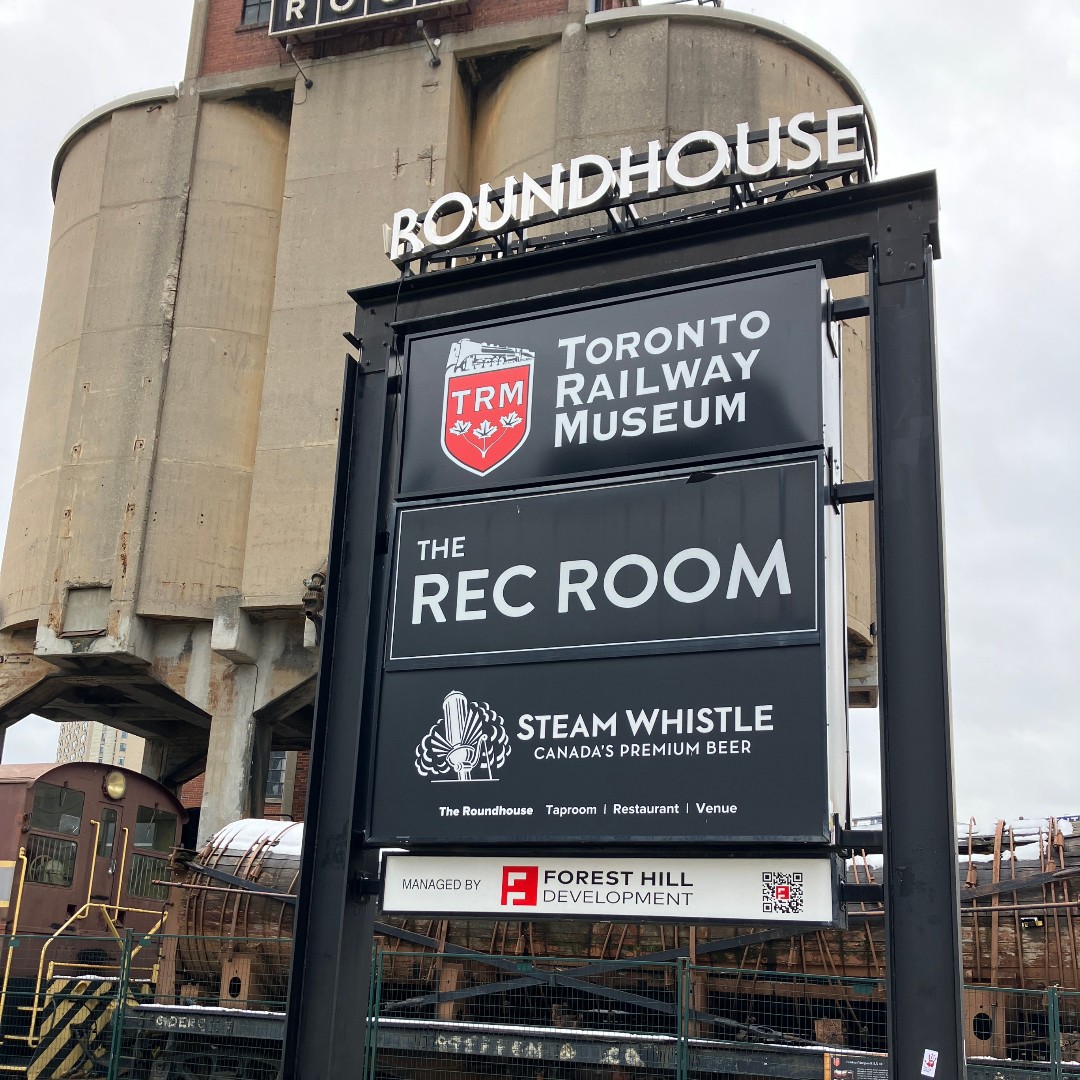 ROUNDHOUSE
TRM
TORONTO
RAILWAY
MUSEUM
THE
REC ROOM
STEAM WHISTLE
CANADA'S PREMIUM BEER
The Roundhouse Taproom | Restaurant | Venue
MANAGED BY
FOREST HILL
DEVELOPMENT